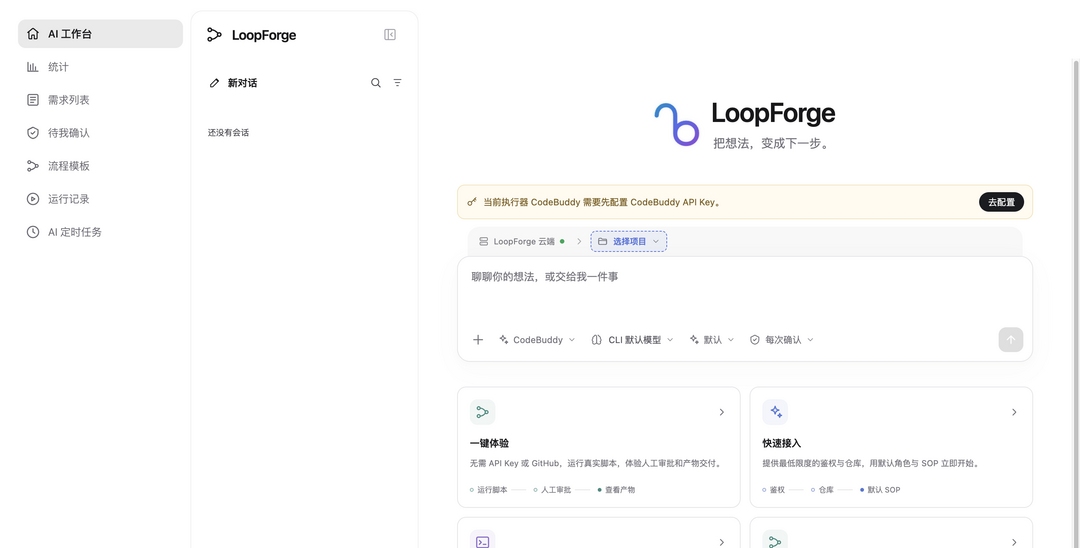 AI 工作台
统计
需求列表
待我确认
流程模板
运行记录
AI 定时任务
LoopForge
新对话
还没有会话
LoopForge
把想法，变成下一步。
当前执行器 CodeBuddy 需要先配置 CodeBuddy API Key。
去配置
LoopForge 云端
选择项目
聊聊你的想法，或交给我一件事
CodeBuddy
CLI 默认模型
默认
每次确认
一键体验
无需 API Key 或 GitHub，运行真实脚本，体验人工审批和产物交付。
运行脚本
人工审批
查看产物
快速接入
提供最低限度的鉴权与仓库，用默认角色与 SOP 立即开始。
鉴权
仓库
默认 SOP